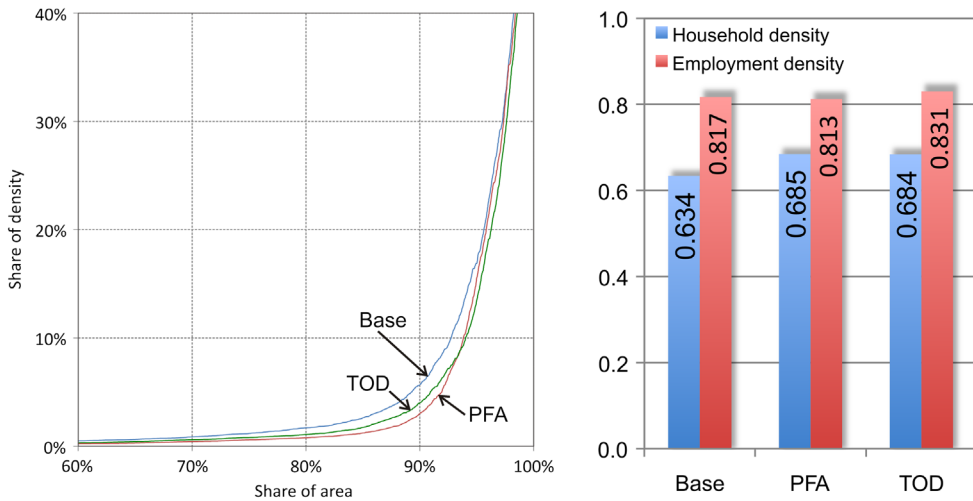 40%
30%
20%
10%
0%
Share of density
Base
TOD
PFA
60%
70%
80%
90%
100%
Share of area
1.0
0.8
0.6
0.4
0.2
0.0
Household density
Employment density
0.634
0.817
0.685
0.813
0.684
0.831
Base
PFA
TOD